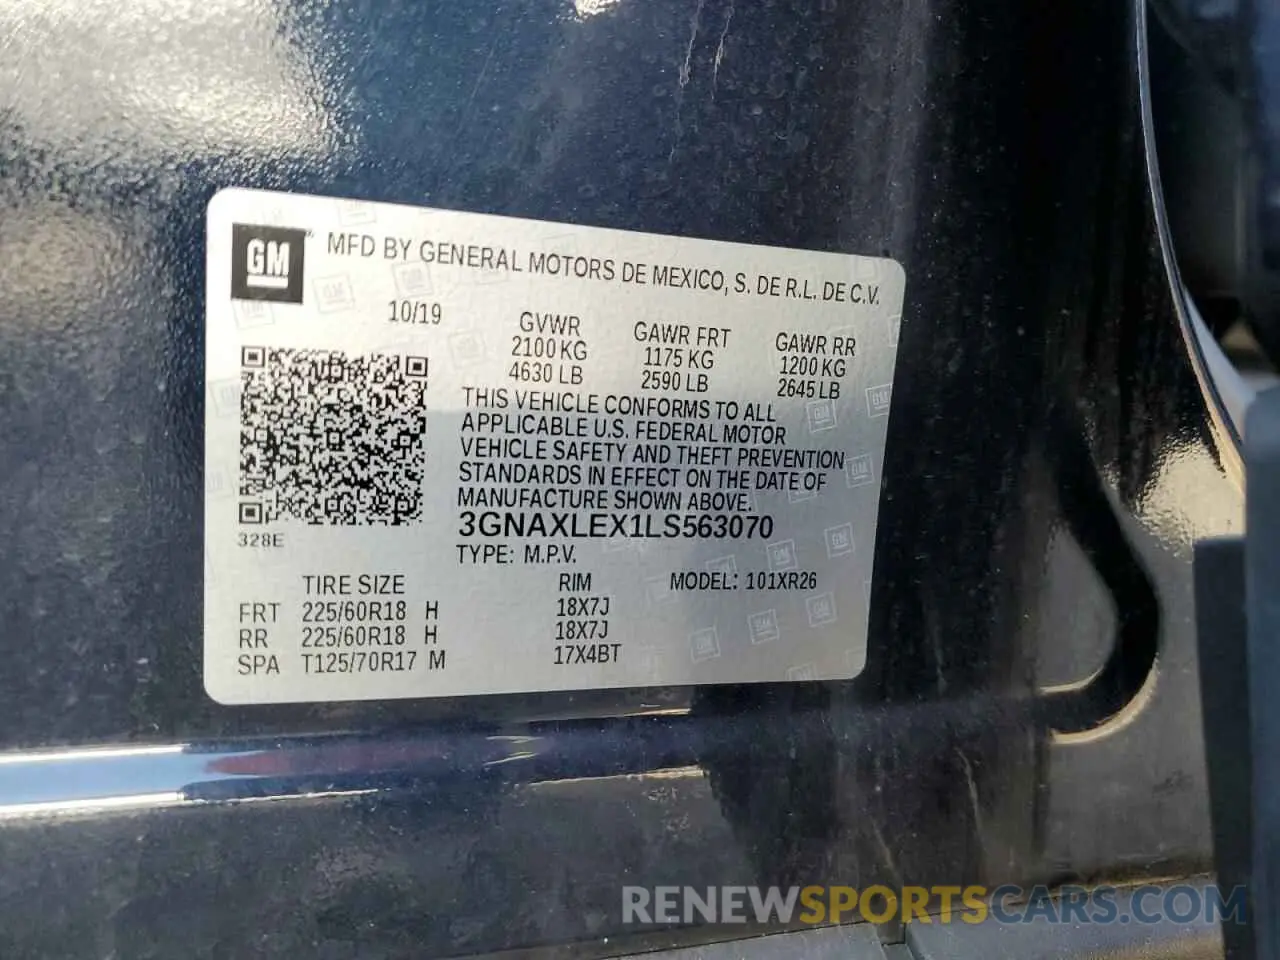 GM
MFD BY GENERAL MOTORS DE MEXICO, S. DE R.L. DE C.V.
10/19
GVWR GAWR FRT GAWR RR
2100 KG 1175 KG 1200 KG
4630 LB 2590 LB 2645 LB
THIS VEHICLE CONFORMS TO ALL
APPLICABLE U.S. FEDERAL MOTOR
VEHICLE SAFETY AND THEFT PREVENTION
STANDARDS IN EFFECT ON THE DATE OF
MANUFACTURE SHOWN ABOVE.
3GNAXLEX1LS563070
328E
TYPE: M.P.V.
TIRE SIZE RIM MODEL: 101XR26
FRT 225/60R18 H 18X7J
RR 225/60R18 H 18X7J
SPA T125/70R17 M 17X4BT
RENEWSPORTSCARS.COM